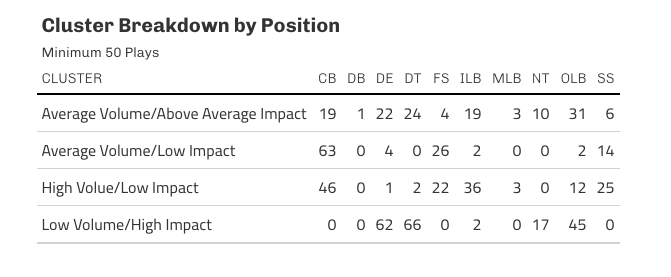 Cluster Breakdown by Position
Minimum 50 Plays
CLUSTER CB DB DE DT FS ILB MLB NT OLB SS
Average Volume/Above Average Impact 19 1 22 24 4 19 3 10 31 6
Average Volume/Low Impact 63 0 4 0 26 2 0 0 2 14
High Volue/Low Impact 46 0 1 2 22 36 3 0 12 25
Low Volume/High Impact 0 0 62 66 0 2 0 17 45 0